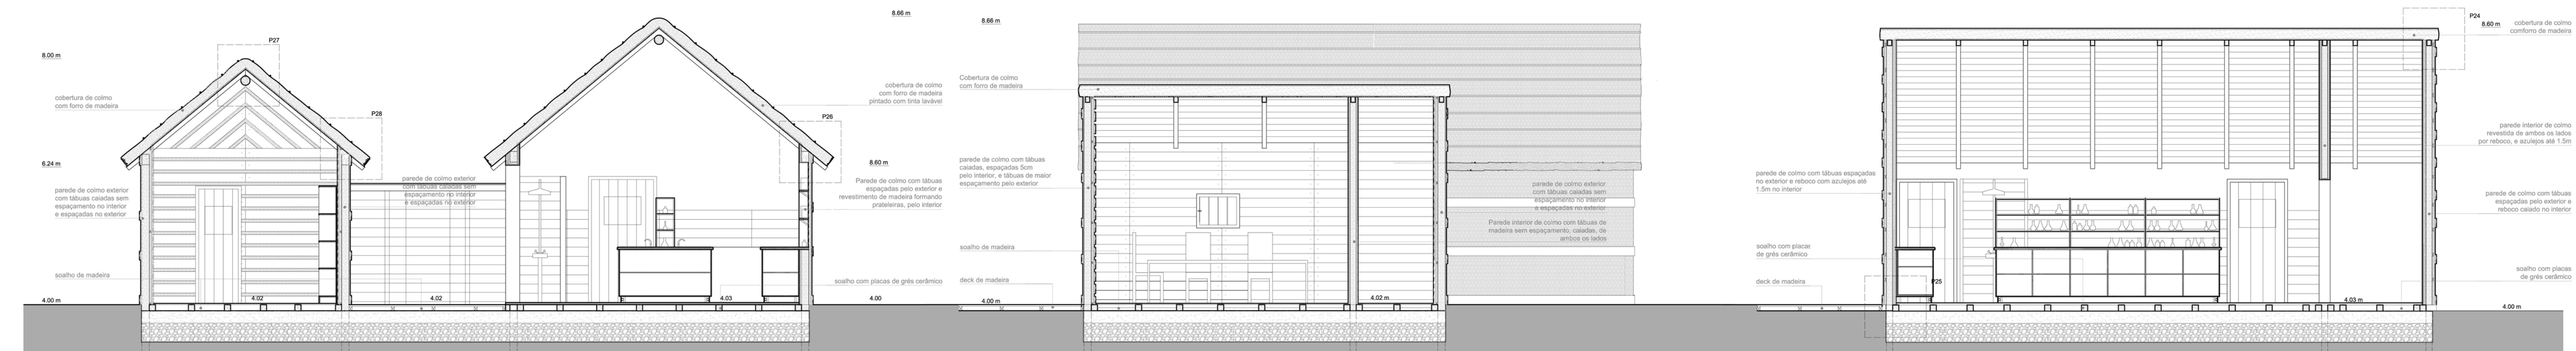 P27
8.00 m
cobertura de colmo
com forro de madeira
P28
6.24 m
parede de colmo exterior
com tábuas caiadas sem
espaçamento no interior
e espaçadas no exterior
soalho de madeira
4.00 m
4.02
parede de colmo exterior
com tábuas caiadas sem
espaçamento no interior
e espaçadas no exterior
4.02
8.66 m
cobertura de colmo
com forro de madeira
pintado com tinta lavável
P26
8.60 m
Parede de colmo com tábuas
espaçadas pelo exterior e
revestimento de madeira formando
prateleiras, pelo interior
soalho com placas de grés cerâmico
4.03
4.00
8.66 m
Cobertura de colmo
com forro de madeira
parede de colmo com tábuas
caiadas, espaçadas 5cm
pelo interior, e tábuas de maior
espaçamento pelo exterior
soalho de madeira
deck de madeira
4.00 m
4.02 m
parede de colmo exterior
com tábuas caiadas sem
espaçamento no interior
e espaçadas no exterior
Parede interior de colmo com tábuas de
madeira sem espaçamento, caiadas, de
ambos os lados
parede de colmo com tábuas espaçadas
no exterior e reboco com azulejos até
1.5m no interior
soalho com placas
de grés cerâmico
deck de madeira
P25
P24
8.60 m
cobertura de colmo
comforro de madeira
parede interior de colmo
revestida de ambos os lados
por reboco, e azulejos até 1.5m
parede de colmo com tábuas
espaçadas pelo exterior e
reboco caiado no interior
soalho com placas
de grés cerâmico
4.03 m
4.00 m